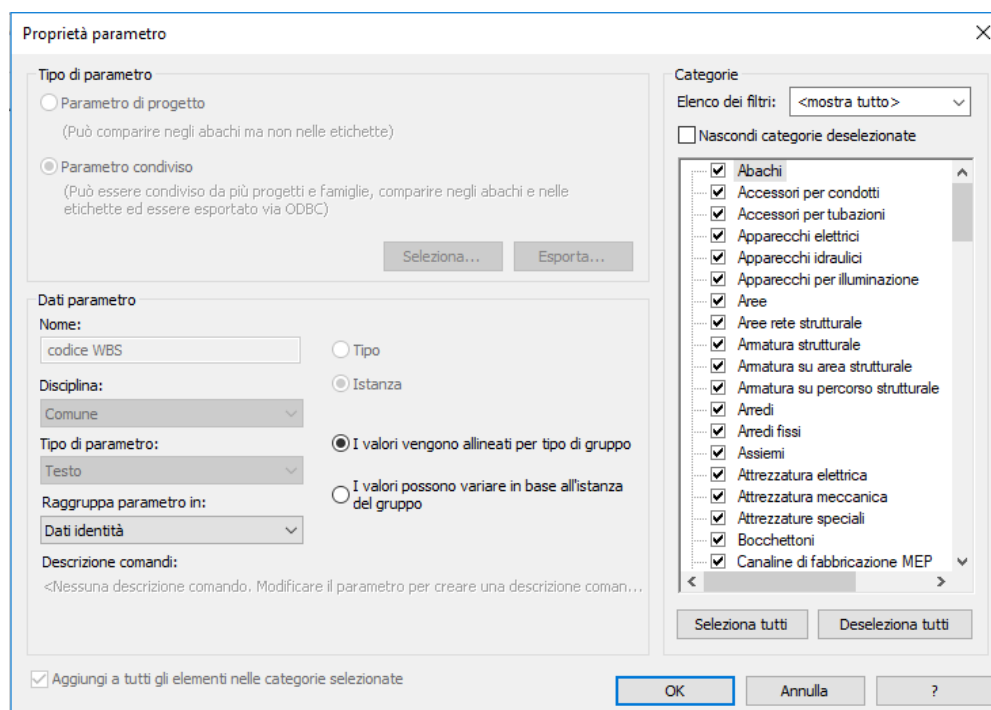 Proprietà parametro
Tipo di parametro
Parametro di progetto
(Può comparire negli abachi ma non nelle etichette)
Parametro condiviso
(Può essere condiviso da più progetti e famiglie, comparire negli abachi e nelle
etichette ed essere esportato via ODBC)
Seleziona...
Esporta...
Dati parametro
Nome:
codice WBS
Tipo
Disciplina:
Istanza
Comune
Tipo di parametro:
I valori vengono allineati per tipo di gruppo
Testo
I valori possono variare in base all'istanza
del gruppo
Raggruppa parametro in:
Dati identità
Descrizione comandi:
<Nessuna descrizione comando. Modificare il parametro per creare una descrizione coman...
Aggiungi a tutti gli elementi nelle categorie selezionate
Categorie
Elenco dei filtri:
<mostra tutto>
Nascondi categorie deselezionate
Abachi
Accessori per condotti
Accessori per tubazioni
Apparecchi elettrici
Apparecchi idraulici
Apparecchi per illuminazione
Aree
Aree rete strutturale
Armatura strutturale
Armatura su area strutturale
Armatura su percorso strutturale
Arredi
Arredi fissi
Assiemi
Attrezzatura elettrica
Attrezzatura meccanica
Attrezzature speciali
Bocchettoni
Canaline di fabbricazione MEP
Seleziona tutti
Deseleziona tutti
OK
Annulla
?